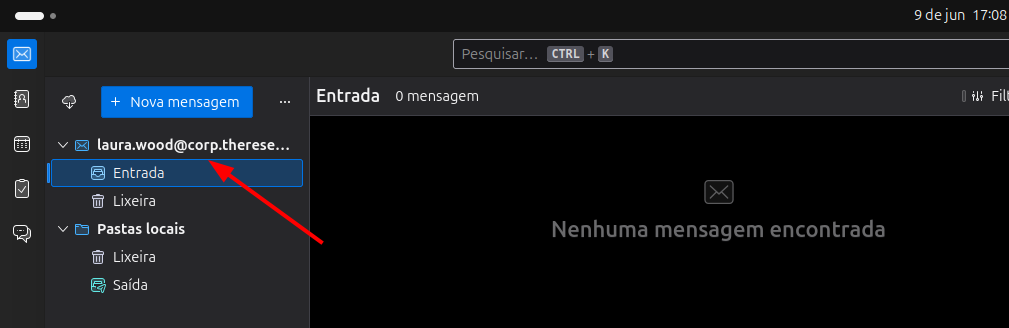 9 de jun 17:08
Pesquisar... CTRL + K
+ Nova mensagem ...
Entrada 0 mensagem
Filt
laura.wood@corp.therese...
Entrada
Lixeira
Pastas locais
Lixeira
Saída
Nenhuma mensagem encontrada